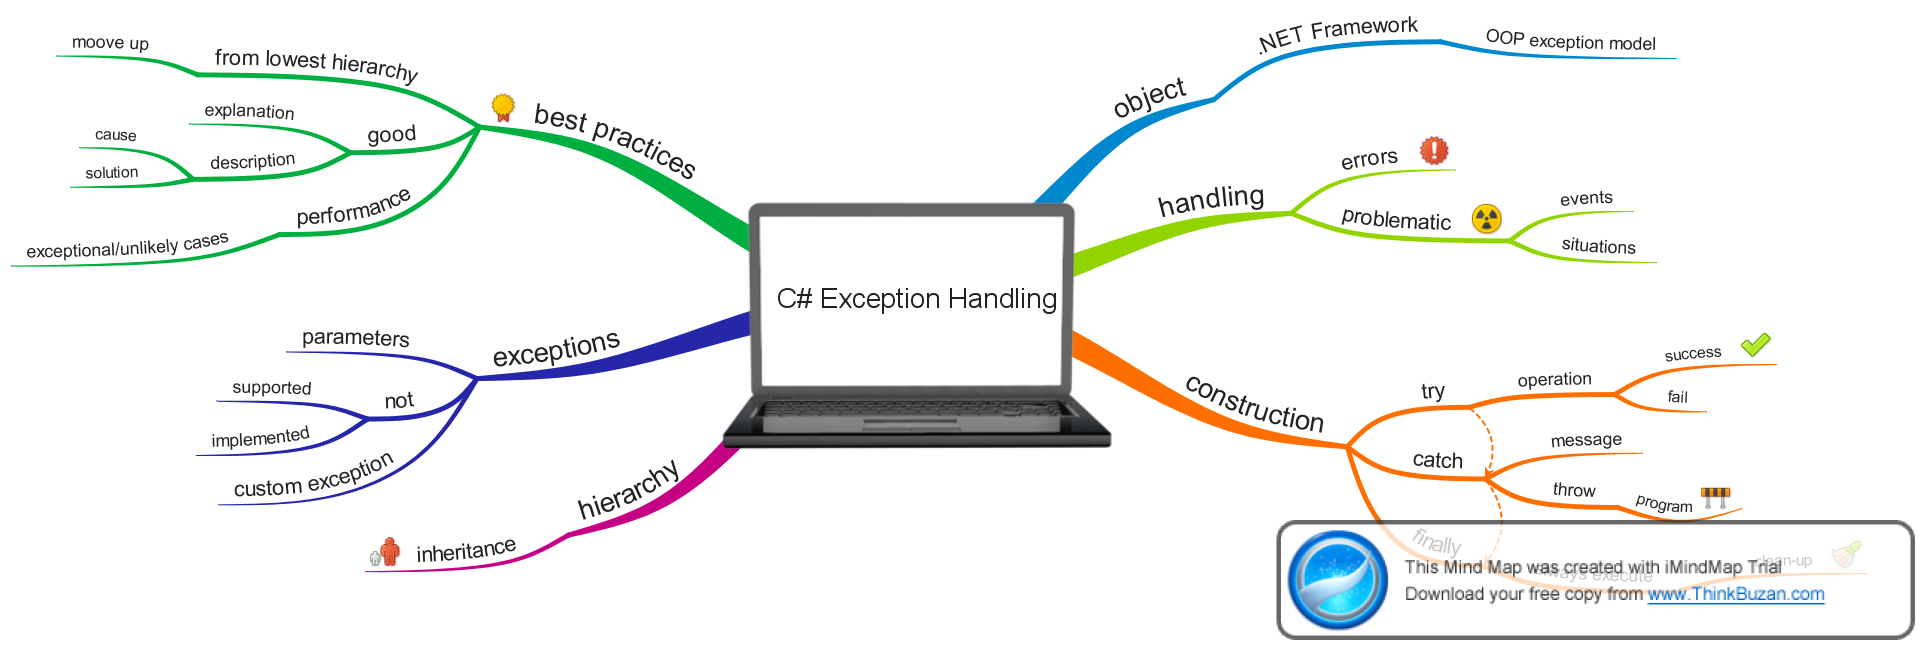 C# Exception Handling
object
.NET Framework
OOP exception model
handling
errors
problematic
events
situations
construction
try
operation
success
fail
catch
message
throw
program
finally
always execute
clean-up
hierarchy
inheritance
exceptions
parameters
not
supported
implemented
custom exception
best practices
from lowest hierarchy
moove up
good
explanation
description
cause
solution
performance
exceptional/unlikely cases
This Mind Map was created with iMindMap Trial
Download your free copy from www.ThinkBuzan.com